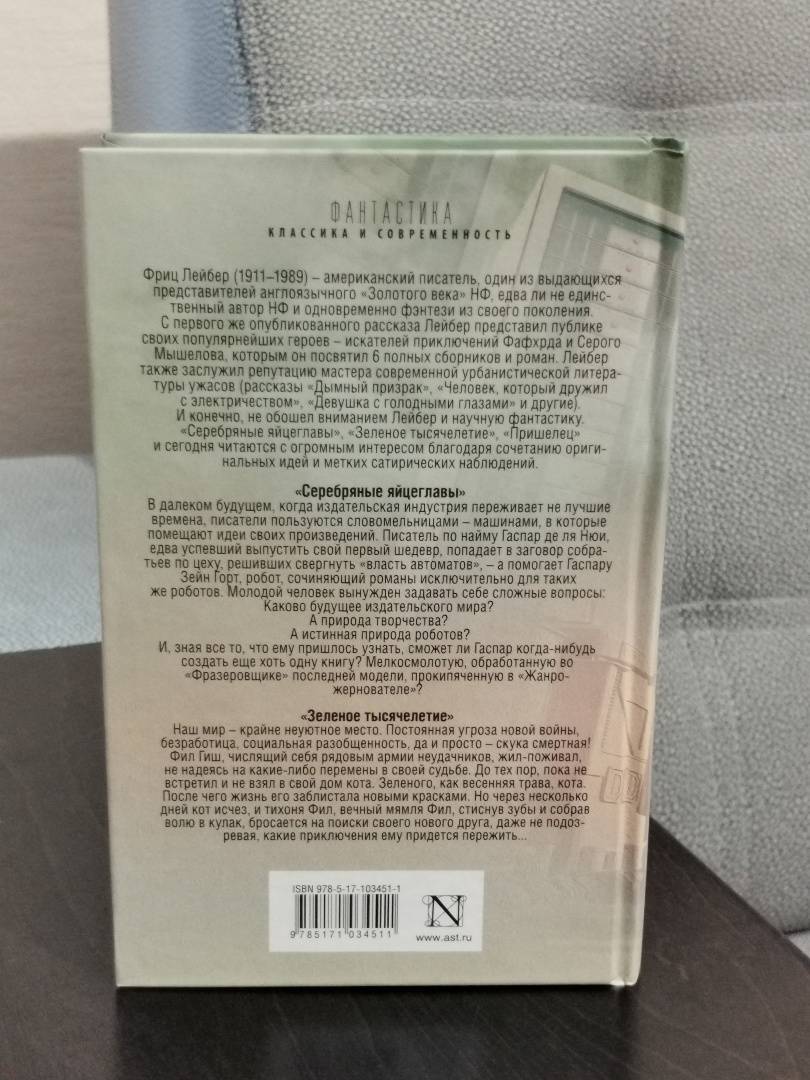 ФАНТАСТИКА
КЛАССИКА И СОВРЕМЕННОСТЬ
Фриц Лейбер (1911–1989) – американский писатель, один из выдающихся
представителей англоязычного «Золотого века» НФ, едва ли не единс-
твенный автор НФ и одновременно фэнтези из своего поколения.
С первого же опубликованного рассказа Лейбер представил публике
своих популярнейших героев – искателей приключений Фафхрда и Серого
Мышелова, которым он посвятил 6 полных сборников и роман. Лейбер
также заслужил репутацию мастера современной урбанистической литера-
туры ужасов (рассказы «Дымный призрак», «Человек, который дружил
с электричеством», «Девушка с голодными глазами» и другие).
И конечно, не обошел вниманием Лейбер и научную фантастику.
«Серебряные яйцеглавы», «Зеленое тысячелетие», «Пришелец»
и сегодня читаются с огромным интересом благодаря сочетанию ориги-
нальных идей и метких сатирических наблюдений.
«Серебряные яйцеглавы»
В далеком будущем, когда издательская индустрия переживает не лучшие
времена, писатели пользуются словомельницами – машинами, в которые
помещают идеи своих произведений. Писатель по найму Гаспар де ля Нюи,
едва успевший выпустить свой первый шедевр, попадает в заговор собра-
тьев по цеху, решивших свергнуть «власть автоматов», – а помогает Гаспару
Зейн Горт, робот, сочиняющий романы исключительно для таких
же роботов. Молодой человек вынужден задавать себе сложные вопросы:
Каково будущее издательского мира?
А природа творчества?
А истинная природа роботов?
И, зная все то, что ему пришлось узнать, сможет ли Гаспар когда-нибудь
создать еще хоть одну книгу? Мелкосмолотую, обработанную во
«Фразеровщике» последней модели, прокипяченную в «Жанро-
жернователе»?
«Зеленое тысячелетие»
Наш мир – крайне неуютное место. Постоянная угроза новой войны,
безработица, социальная разобщенность, да и просто – скука смертная!
Фил Гиш, числящий себя рядовым армии неудачников, жил-поживал,
не надеясь на какие-либо перемены в своей судьбе. До тех пор, пока не
встретил и не взял в свой дом кота. Зеленого, как весенняя трава, кота.
После чего жизнь его заблистала новыми красками. Но через несколько
дней кот исчез, и тихоня Фил, вечный мямля Фил, стиснув зубы и собрав
волю в кулак, бросается на поиски своего нового друга, даже не подоз-
ревая, какие приключения ему придется пережить...
ISBN 978-5-17-103451-1
9 785171 034511
N
www.ast.ru